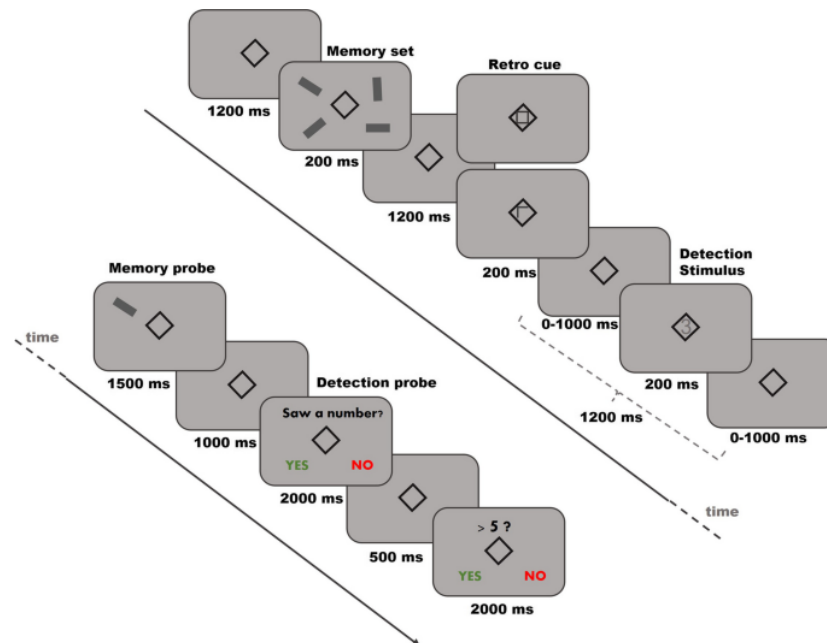 Memory set
Retro cue
1200 ms
200 ms
1200 ms
200 ms
Detection
Stimulus
0-1000 ms
3
200 ms
1200 ms
0-1000 ms
time
Memory probe
time
1500 ms
1000 ms
Detection probe
Saw a number?
YES NO
2000 ms
500 ms
> 5 ?
YES NO
2000 ms